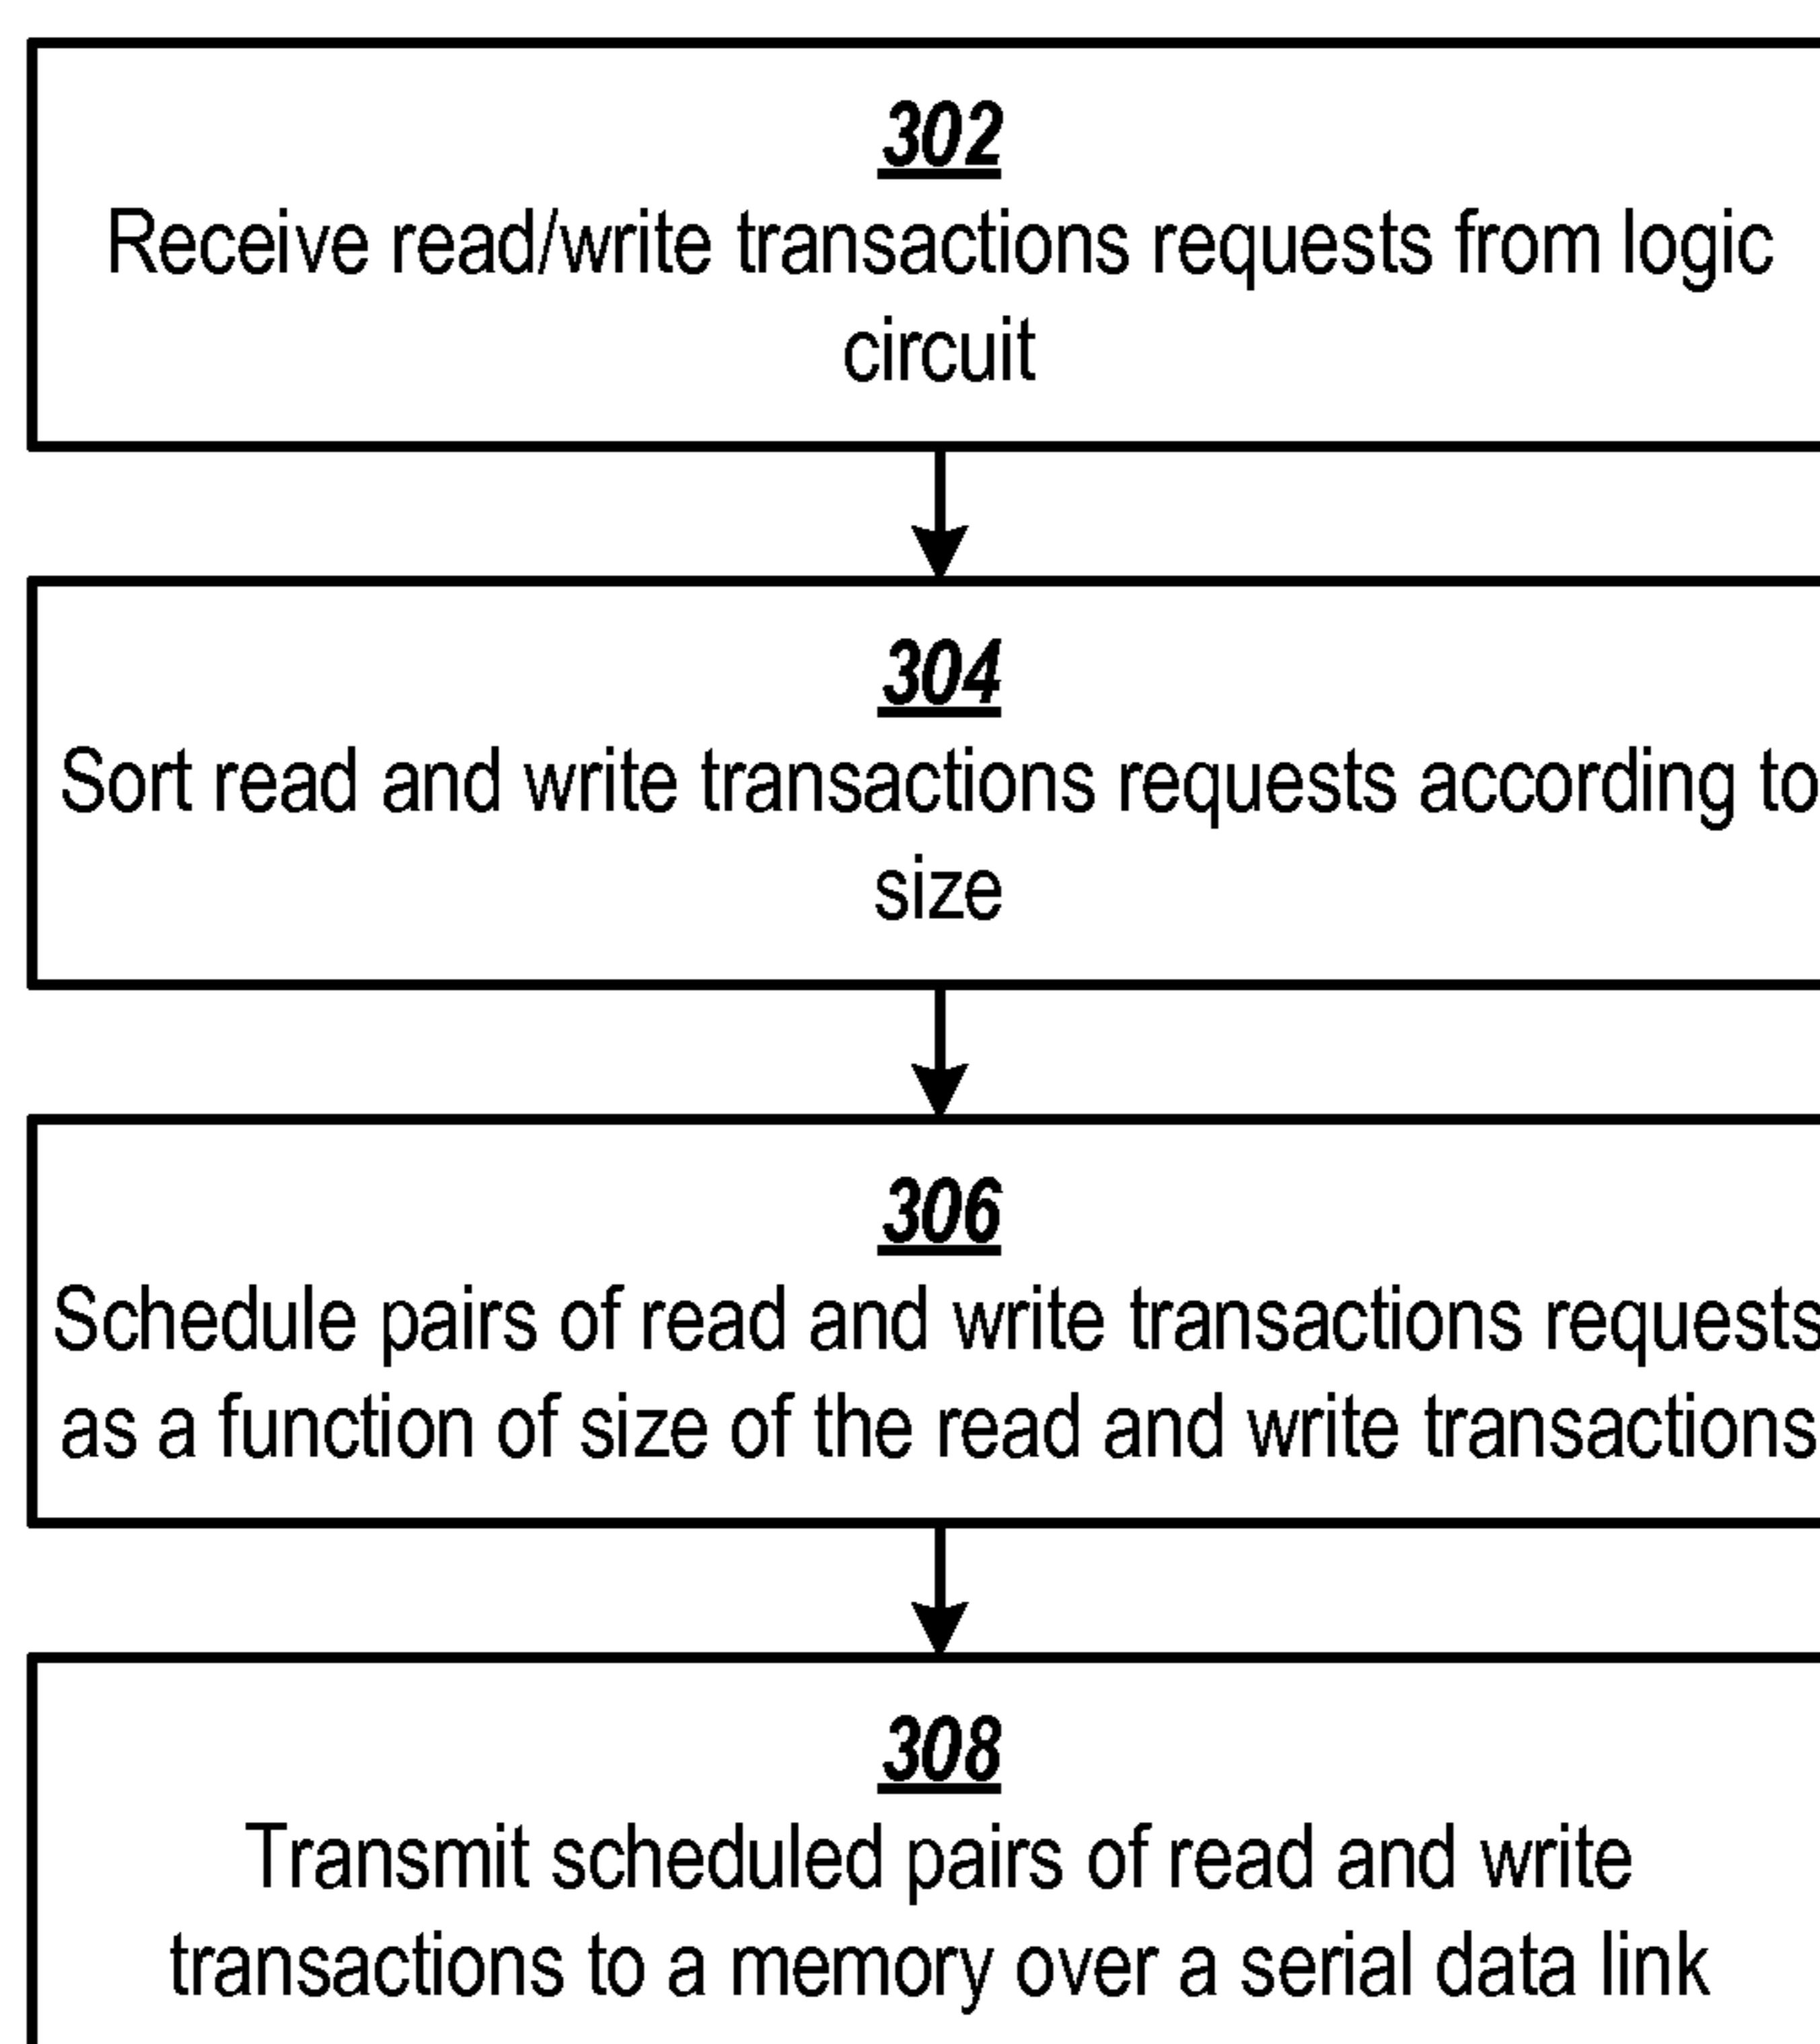 302
Receive read/write transactions requests from logic
circuit
304
Sort read and write transactions requests according to
size
306
Schedule pairs of read and write transactions requests
as a function of size of the read and write transactions
308
Transmit scheduled pairs of read and write
transactions to a memory over a serial data link